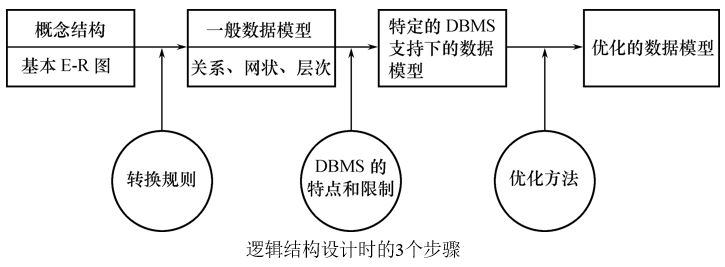 概念结构
基本 E-R 图
一般数据模型
关系、网状、层次
特定的 DBMS
支持下的数据
模型
优化的数据模型
转换规则
DBMS 的
特点和限制
优化方法
逻辑结构设计时的3个步骤